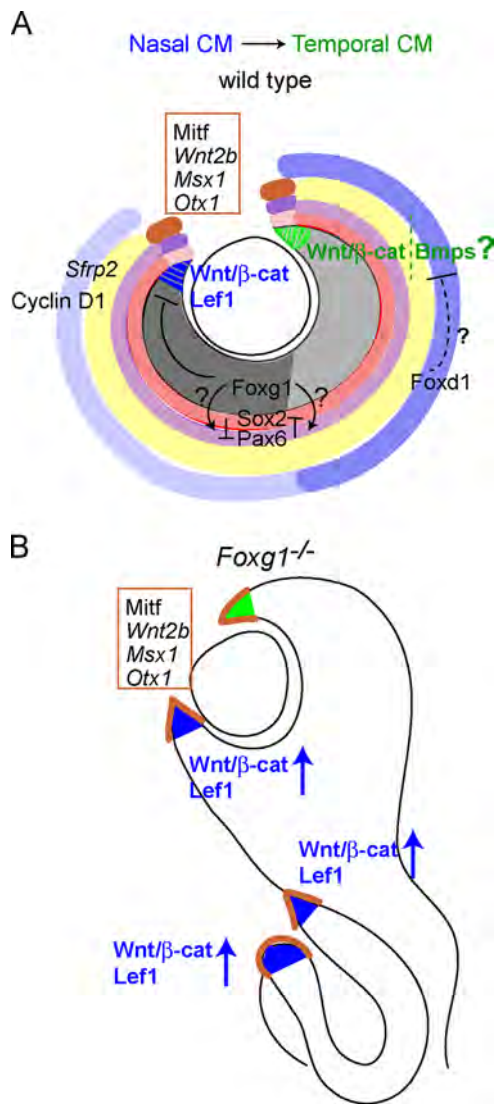 A
Nasal CM → Temporal CM
wild type
Mitf
Wnt2b
Msx1
Otx1
Sfrp2
Cyclin D1
Wnt/β-cat
Lef1
Wnt/β-cat
Bmps?
?
Foxd1
Foxg1
? ?
Sox2
Pax6
B
Foxg1-/-
Mitf
Wnt2b
Msx1
Otx1
Wnt/β-cat
Lef1
Wnt/β-cat
Lef1
Wnt/β-cat
Lef1